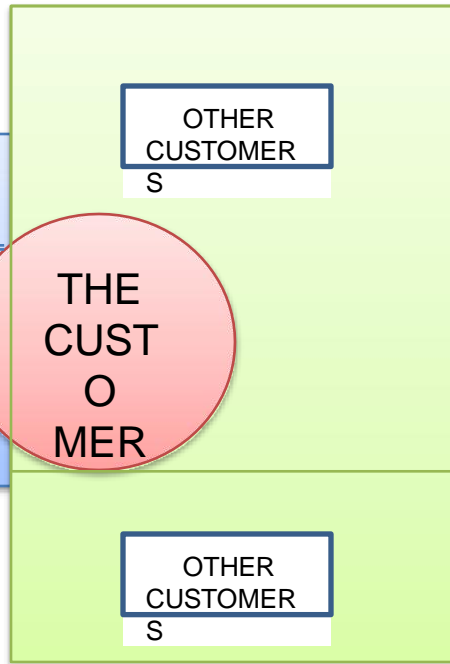 OTHER
CUSTOMER
S
THE
CUST
O
MER
OTHER
CUSTOMER
S